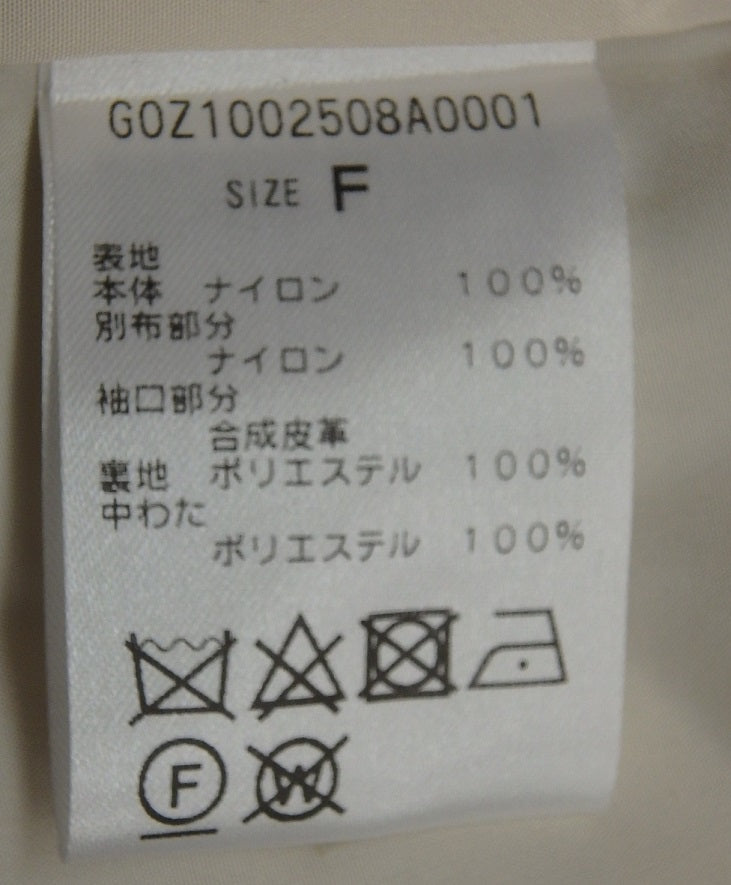 G0Z1002508A0001
SIZE F
表地
本体 ナイロン 100%
別布部分
ナイロン 100%
袖口部分
合成皮革
裏地 ポリエステル 100%
中わた
ポリエステル 100%
F W